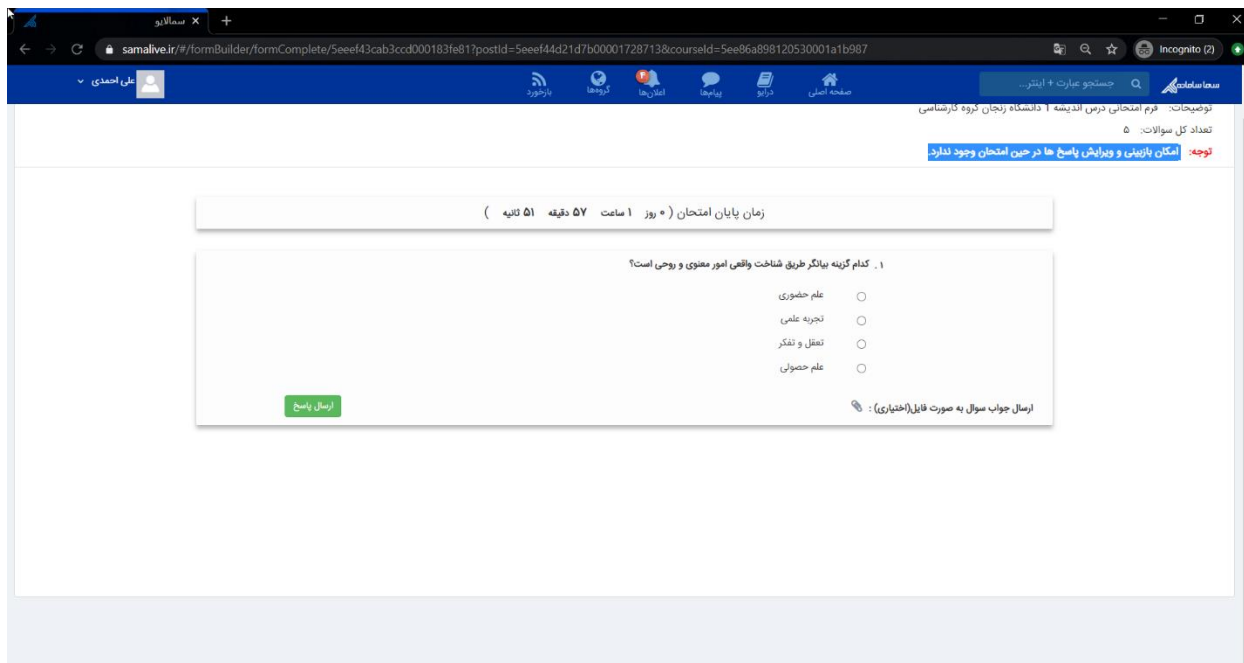 سمالایو
samalive.ir/#/formBuilder/formComplete/5eeef43cab3ccd000183fe81?postId=5eeef44d21d7b00001728713&courseId=5ee86a898120530001a1b987
Incognito (2)
جستجو عبارت + اینتر...
صفحه اصلی
درایو
پیام‌ها
اعلان‌ها
گروه‌ها
بازخورد
علی احمدی
توضیحات: فرم امتحانی درس اندیشه 1 دانشگاه زنجان گروه کارشناسی
تعداد کل سوالات: ۵
توجه: امکان بازبینی و ویرایش پاسخ ها در حین امتحان وجود ندارد.
زمان پایان امتحان ( ۰ روز ۱ ساعت ۵۷ دقیقه ۵۱ ثانیه )
۱ . کدام گزینه بیانگر طریق شناخت واقعی امور معنوی و روحی است؟
علم حضوری
تجربه علمی
تعقل و تفکر
علم حصولی
ارسال جواب سوال به صورت فایل(اختیاری) :
ارسال پاسخ